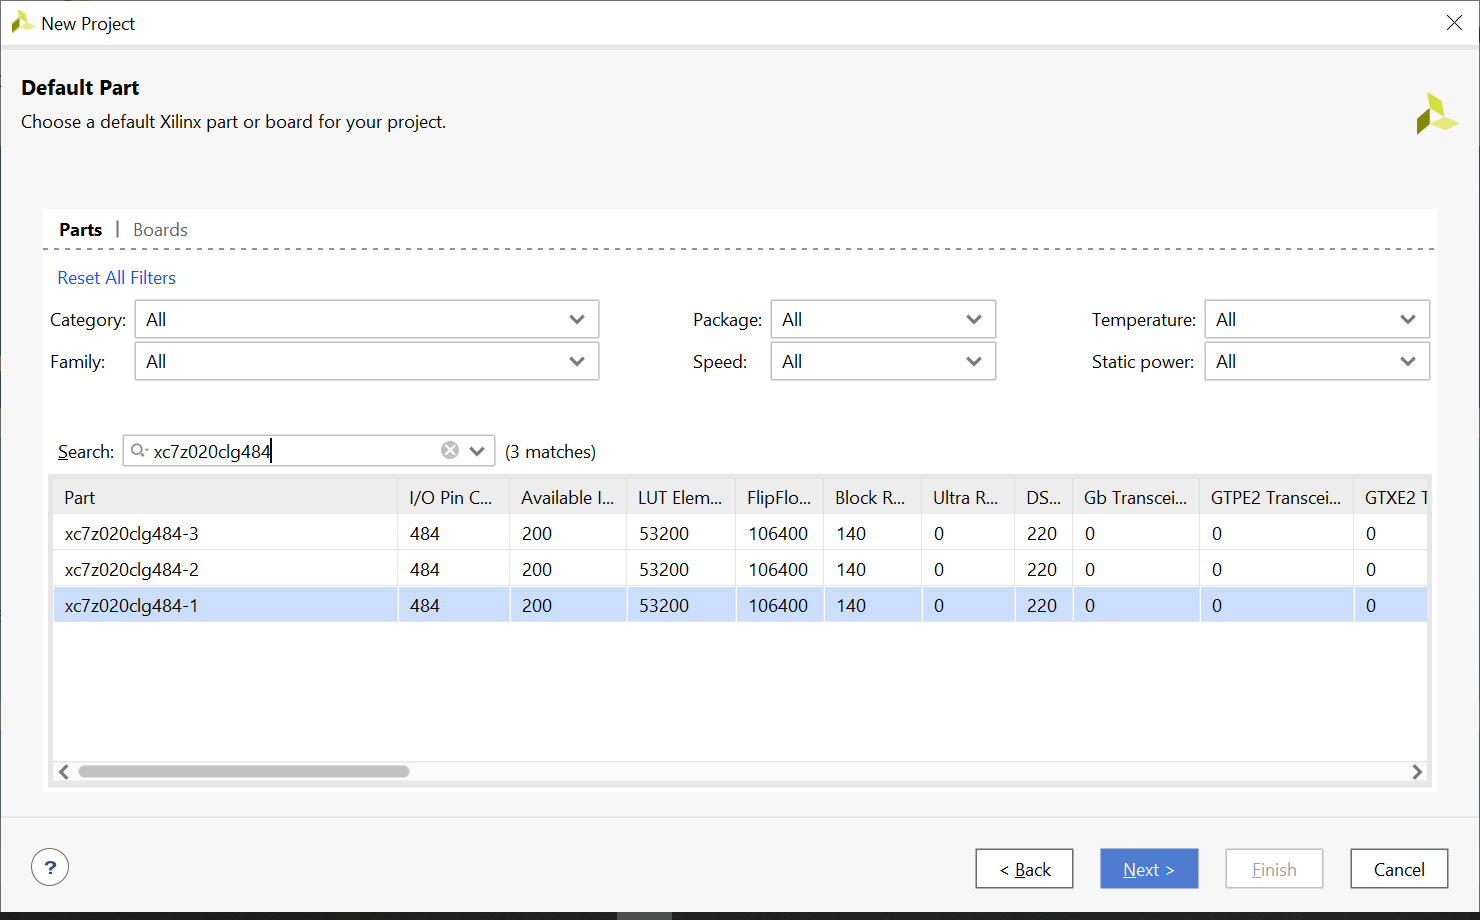 New Project
Default Part
Choose a default Xilinx part or board for your project.
Parts | Boards
Reset All Filters
Category: All Package: All Temperature: All
Family: All Speed: All Static power: All
Search: xc7z020clg484 (3 matches)
Part I/O Pin C... Available I... LUT Elem... FlipFlo... Block R... Ultra R... DS... Gb Transcei... GTPE2 Transcei... GTXE2 T
xc7z020clg484-3 484 200 53200 106400 140 0 220 0 0 0
xc7z020clg484-2 484 200 53200 106400 140 0 220 0 0 0
xc7z020clg484-1 484 200 53200 106400 140 0 220 0 0 0
? < Back Next > Finish Cancel